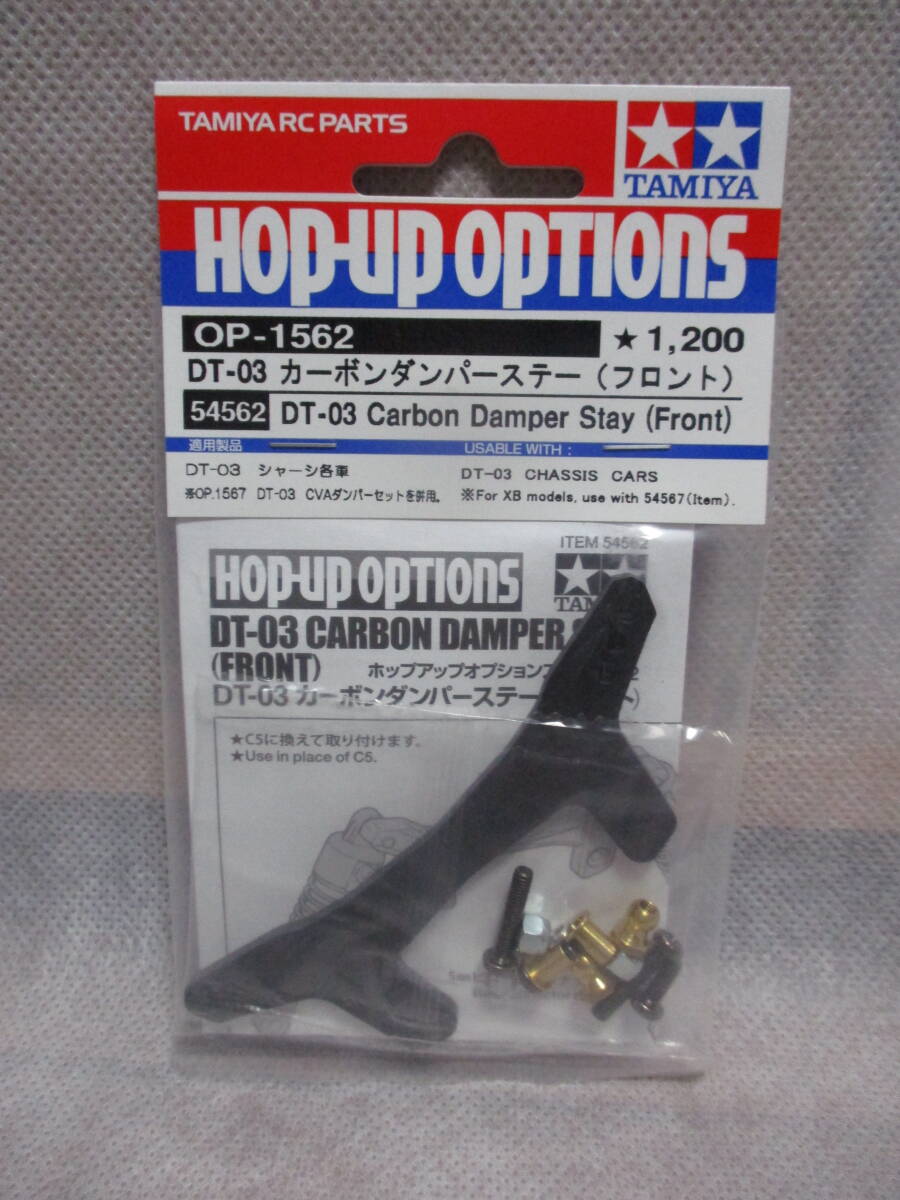 TAMIYA RC PARTS
TAMIYA
HOP-UP OPTIONS
OP-1562 ★1,200
DT-03 カーボンダンパーステー（フロント）
54562 DT-03 Carbon Damper Stay (Front)
適用製品
DT-03 シャーシ各車
※OP.1567 DT-03 CVAダンパーセットを併用。
USABLE WITH :
DT-03 CHASSIS CARS
※For XB models, use with 54567(Item).
ITEM 54562
HOP-UP OPTIONS
DT-03 CARBON DAMPER
(FRONT) ホップアップオプション
DT-03 カーボンダンパーステー
★C5に換えて取り付けます。
★Use in place of C5.